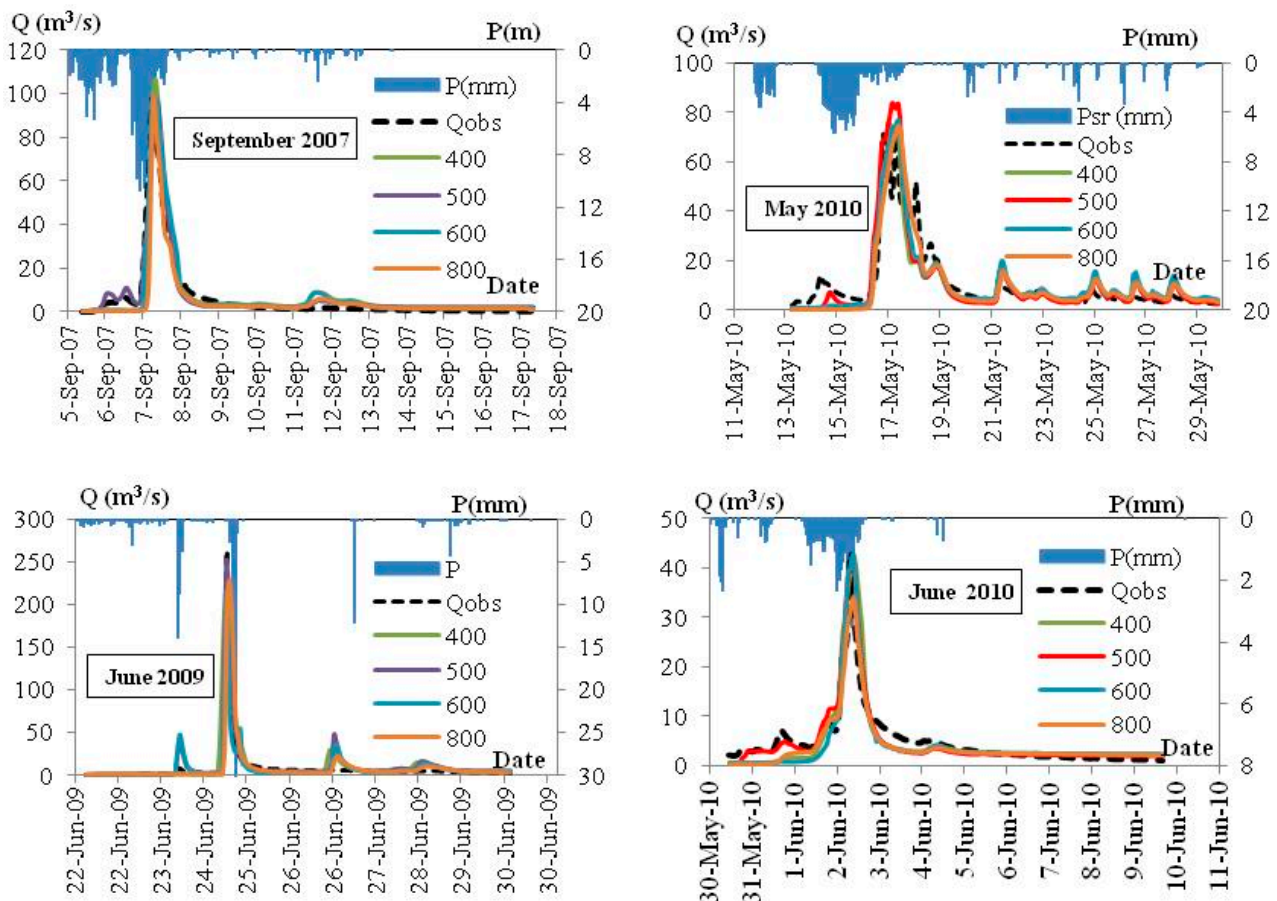 Q (m³/s)
P(m)
120
100
80
60
40
20
0
0
4
8
12
16
20
P(mm)
Qobs
400
500
600
800
September 2007
Date
5-Sep-07
6-Sep-07
7-Sep-07
8-Sep-07
9-Sep-07
10-Sep-07
11-Sep-07
12-Sep-07
13-Sep-07
14-Sep-07
15-Sep-07
16-Sep-07
17-Sep-07
18-Sep-07
Q (m³/s)
P(mm)
100
80
60
40
20
0
0
4
8
12
16
20
Psr (mm)
Qobs
400
500
600
800
May 2010
Date
11-May-10
13-May-10
15-May-10
17-May-10
19-May-10
21-May-10
23-May-10
25-May-10
27-May-10
29-May-10
Q (m³/s)
P(mm)
300
250
200
150
100
50
0
0
5
10
15
20
25
30
P
Qobs
400
500
600
800
June 2009
Date
22-Jun-09
22-Jun-09
23-Jun-09
24-Jun-09
25-Jun-09
26-Jun-09
26-Jun-09
27-Jun-09
28-Jun-09
29-Jun-09
30-Jun-09
30-Jun-09
Q (m³/s)
P(mm)
50
40
30
20
10
0
0
2
4
6
8
P(mm)
Qobs
400
500
600
800
June 2010
Date
30-May-10
31-May-10
1-Jun-10
2-Jun-10
3-Jun-10
4-Jun-10
5-Jun-10
6-Jun-10
7-Jun-10
8-Jun-10
9-Jun-10
10-Jun-10
11-Jun-10